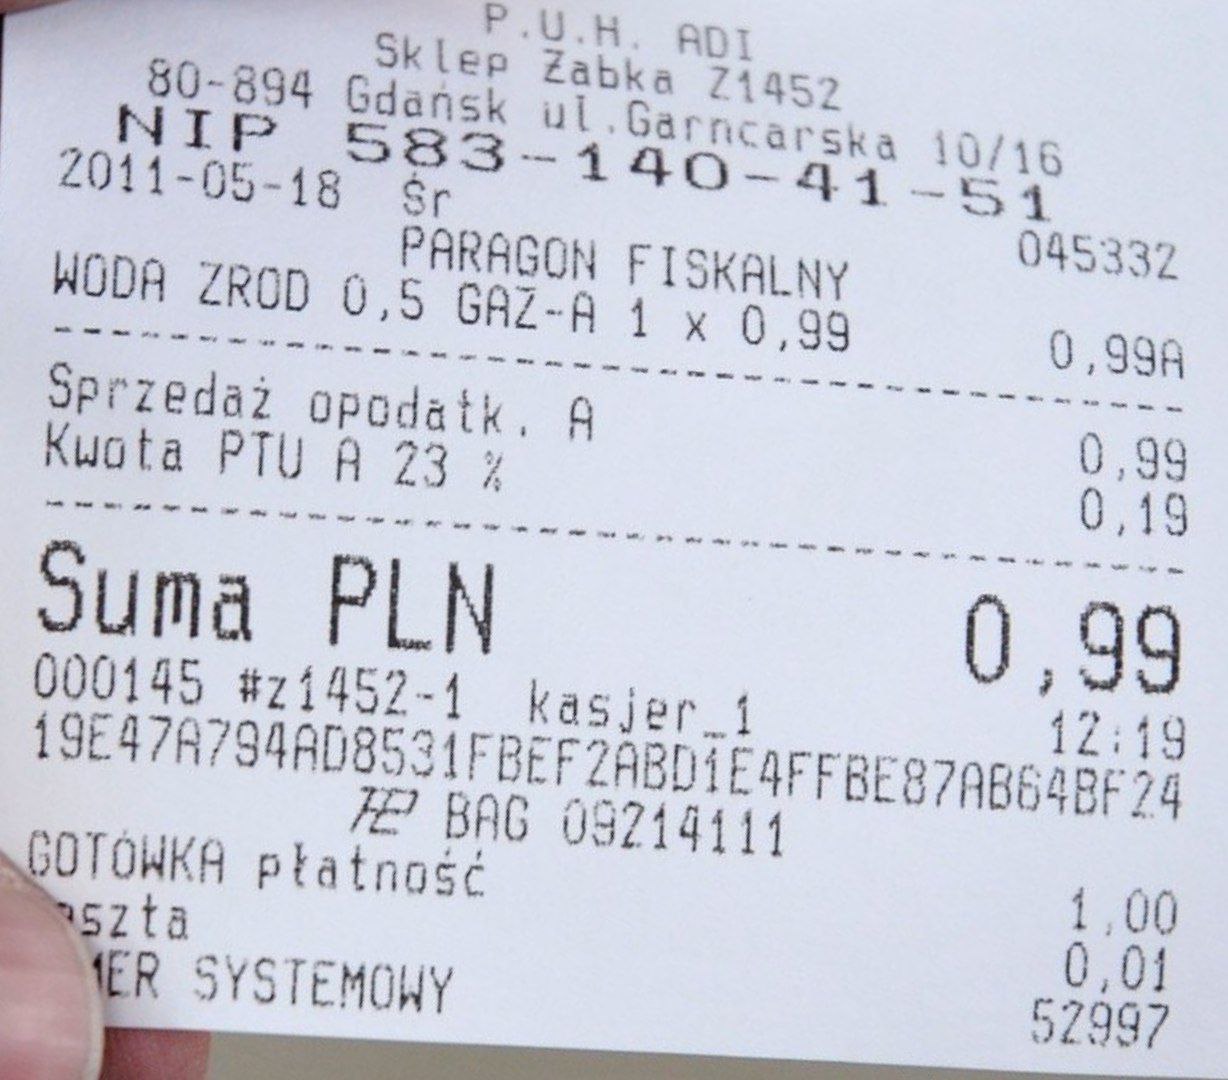 P.U.H. ADI
Sklep Żabka Z1452
80-894 Gdańsk ul.Garncarska 10/16
NIP 583-140-41-51
2011-05-18 Śr 045332
PARAGON FISKALNY
WODA ZROD 0,5 GAZ-A 1 x 0,99 0,99A
Sprzedaż opodatk. A 0,99
Kwota PTU A 23 % 0,19
Suma PLN 0,99
000145 #z1452-1 kasjer_1 12:19
19E47A794AD8531FBEF2ABD1E4FFBE87AB64BF24
BAG 09214111
GOTÓWKA płatność 1,00
eszta 0,01
MER SYSTEMOWY 52997